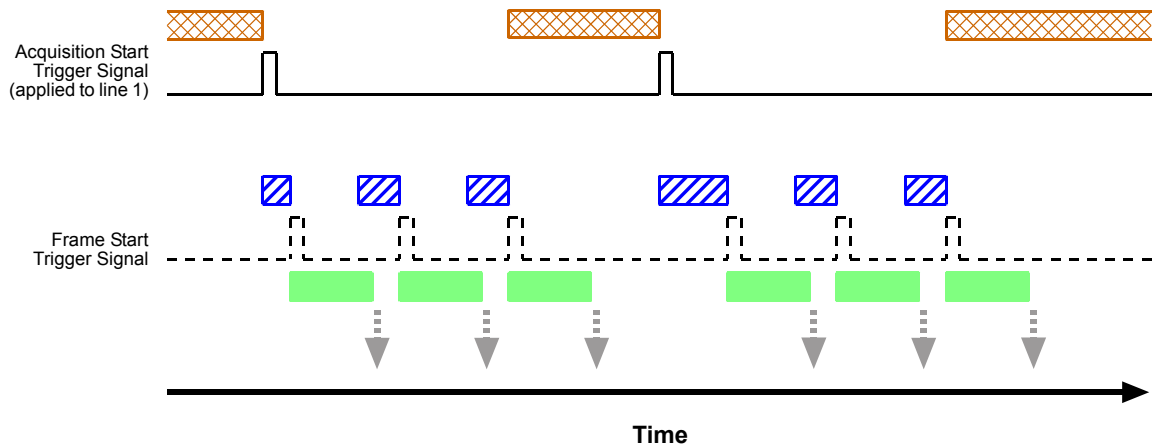 Acquisition Start
Trigger Signal
(applied to line 1)
Frame Start
Trigger Signal
Time